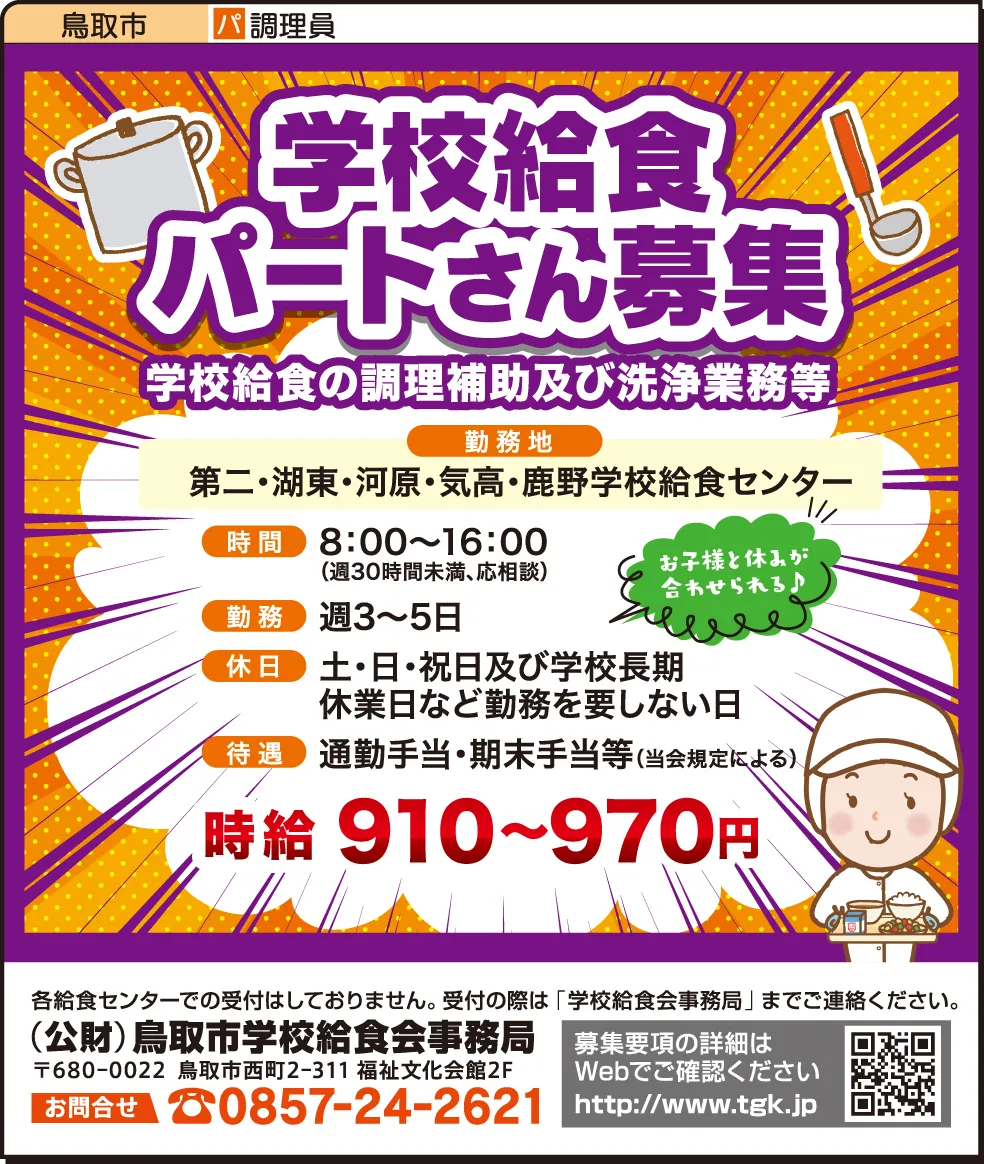 鳥取市 パ 調理員
学校給食
パートさん募集
学校給食の調理補助及び洗浄業務等
勤務地
第二・湖東・河原・気高・鹿野学校給食センター
時間 8:00〜16:00
(週30時間未満、応相談)
お子様と休みが
合わせられる♪
勤務 週3〜5日
休日 土・日・祝日及び学校長期
休業日など勤務を要しない日
待遇 通勤手当・期末手当等(当会規定による)
時給 910〜970円
各給食センターでの受付はしておりません。受付の際は「学校給食会事務局」までご連絡ください。
(公財)鳥取市学校給食会事務局
〒680-0022 鳥取市西町2-311 福祉文化会館2F
お問合せ ☎0857-24-2621
募集要項の詳細は
Webでご確認ください
http://www.tgk.jp